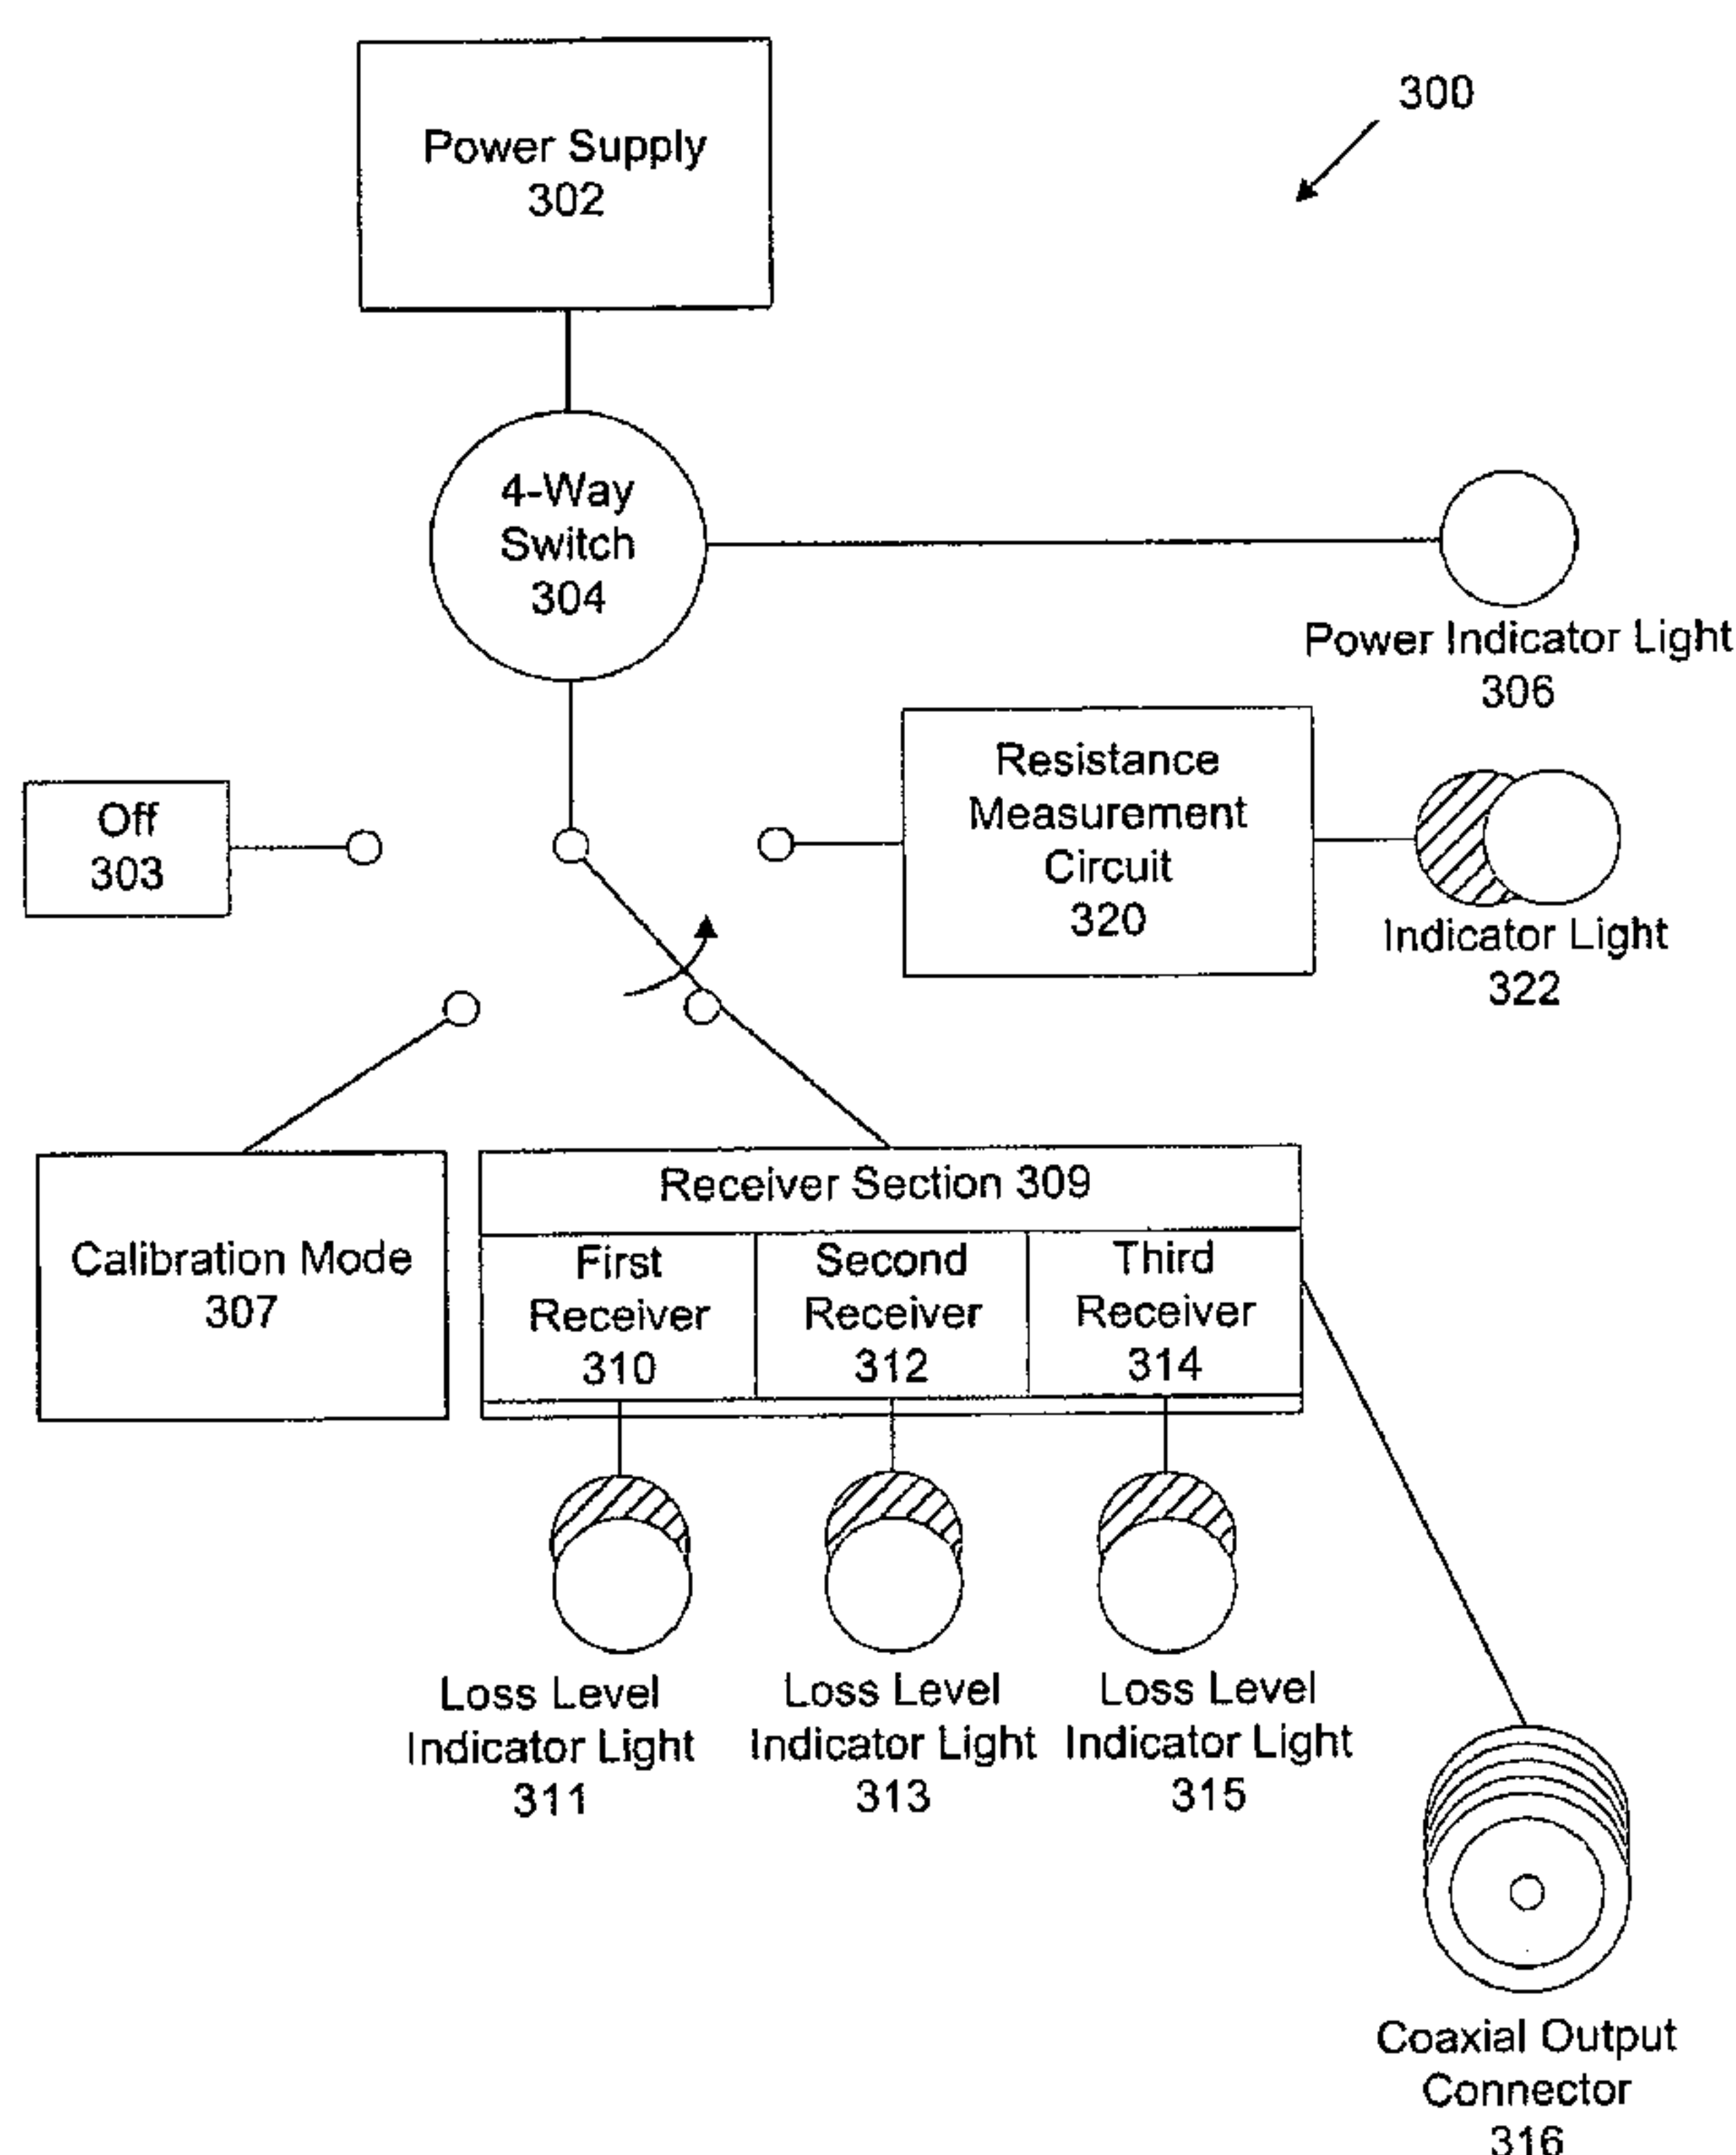 300
Power Supply
302
4-Way
Switch
304
Power Indicator Light
306
Off
303
Resistance
Measurement
Circuit
320
Indicator Light
322
Calibration Mode
307
Receiver Section 309
First
Receiver
310
Second
Receiver
312
Third
Receiver
314
Loss Level
Indicator Light
311
Loss Level
Indicator Light
313
Loss Level
Indicator Light
315
Coaxial Output
Connector
316